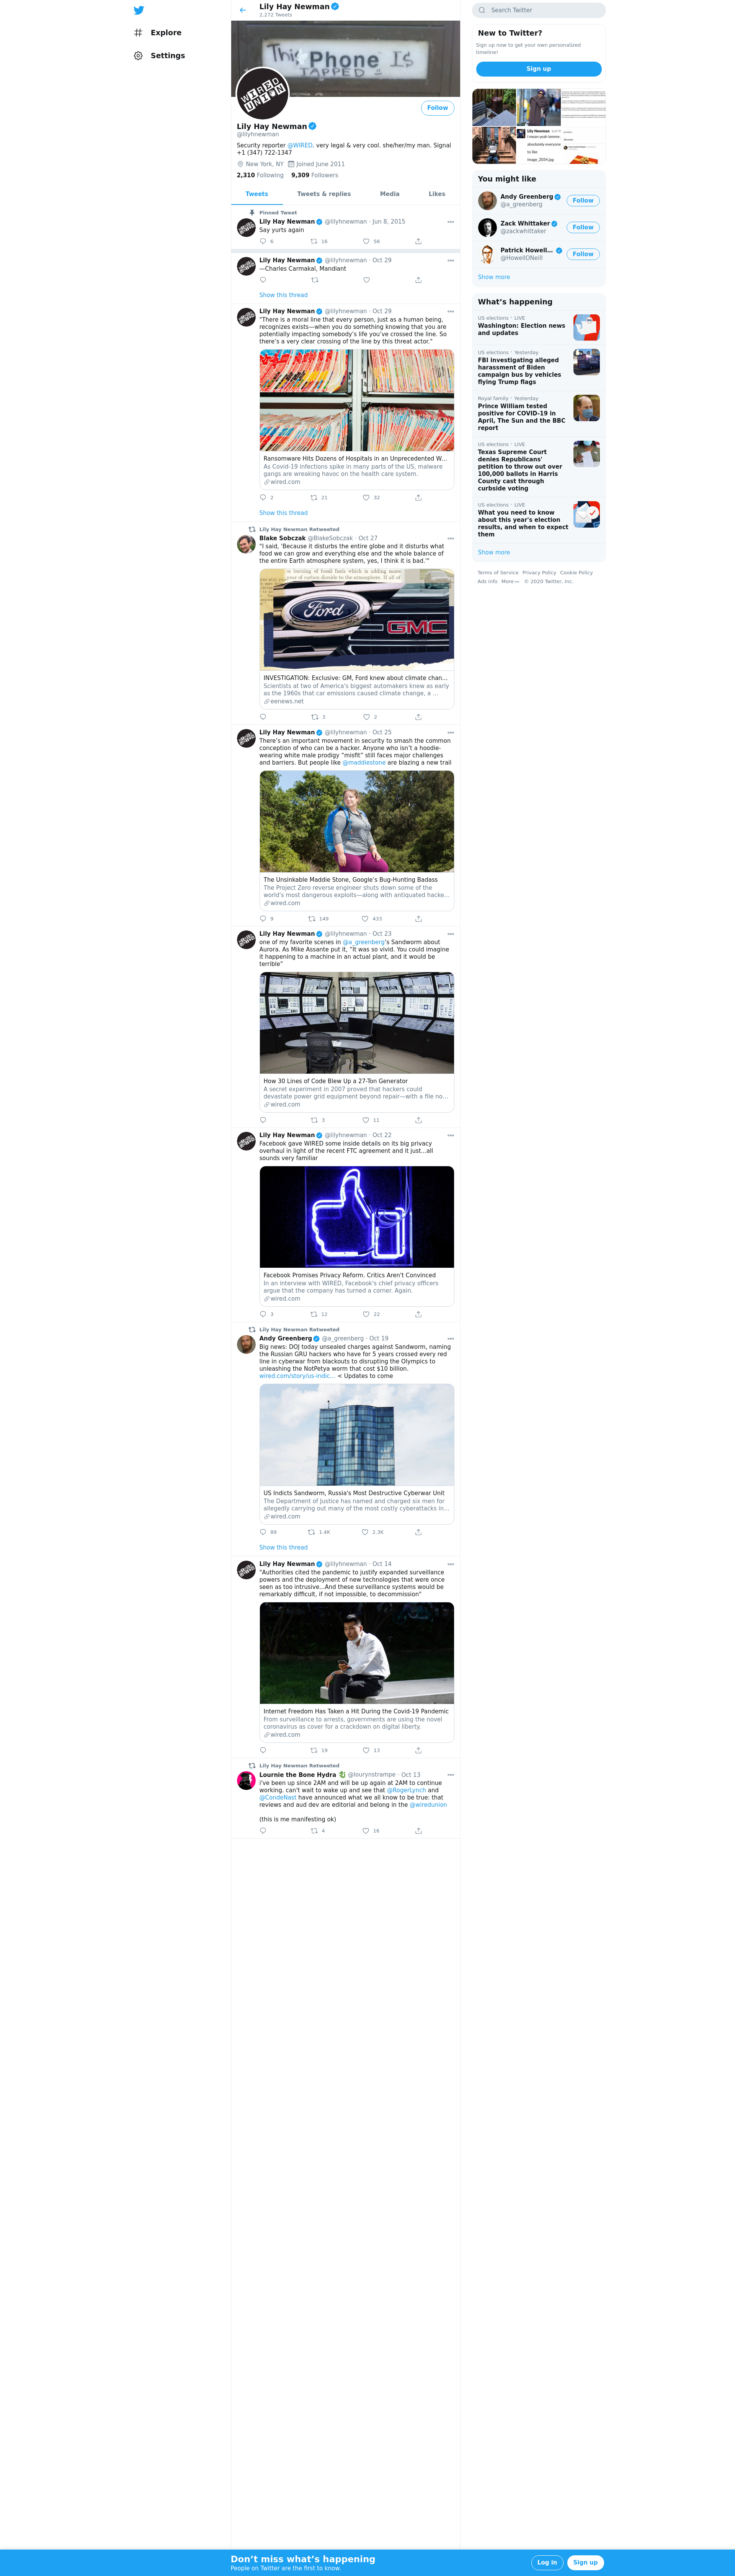 Explore
Settings
Lily Hay Newman
2,272 Tweets
This Phone Is
TAPPED
WIRED
UNION
Follow
Lily Hay Newman
@lilyhnewman
Security reporter @WIRED. very legal & very cool. she/her/my man. Signal
+1 (347) 722-1347
New York, NY Joined June 2011
2,310 Following 9,309 Followers
Tweets Tweets & replies Media Likes
Pinned Tweet
Lily Hay Newman @lilyhnewman · Jun 8, 2015
Say yurts again
6 16 56
Lily Hay Newman @lilyhnewman · Oct 29
—Charles Carmakal, Mandiant
Show this thread
Lily Hay Newman @lilyhnewman · Oct 29
"There is a moral line that every person, just as a human being,
recognizes exists—when you do something knowing that you are
potentially impacting somebody's life you've crossed the line. So
there's a very clear crossing of the line by this threat actor."
Ransomware Hits Dozens of Hospitals in an Unprecedented W...
As Covid-19 infections spike in many parts of the US, malware
gangs are wreaking havoc on the health care system.
wired.com
2 21 32
Show this thread
Lily Hay Newman Retweeted
Blake Sobczak @BlakeSobczak · Oct 27
"I said, 'Because it disturbs the entire globe and it disturbs what
food we can grow and everything else and the whole balance of
the entire Earth atmosphere system, yes, I think it is bad.'"
Ford
GMC
INVESTIGATION: Exclusive: GM, Ford knew about climate chan...
Scientists at two of America's biggest automakers knew as early
as the 1960s that car emissions caused climate change, a ...
eenews.net
3 2
Lily Hay Newman @lilyhnewman · Oct 25
There's an important movement in security to smash the common
conception of who can be a hacker. Anyone who isn't a hoodie-
wearing white male prodigy "misfit" still faces major challenges
and barriers. But people like @maddiestone are blazing a new trail
The Unsinkable Maddie Stone, Google's Bug-Hunting Badass
The Project Zero reverse engineer shuts down some of the
world's most dangerous exploits—along with antiquated hacke...
wired.com
9 149 433
Lily Hay Newman @lilyhnewman · Oct 23
one of my favorite scenes in @a_greenberg's Sandworm about
Aurora. As Mike Assante put it, "It was so vivid. You could imagine
it happening to a machine in an actual plant, and it would be
terrible"
How 30 Lines of Code Blew Up a 27-Ton Generator
A secret experiment in 2007 proved that hackers could
devastate power grid equipment beyond repair—with a file no...
wired.com
5 11
Lily Hay Newman @lilyhnewman · Oct 22
Facebook gave WIRED some inside details on its big privacy
overhaul in light of the recent FTC agreement and it just...all
sounds very familiar
Facebook Promises Privacy Reform. Critics Aren't Convinced
In an interview with WIRED, Facebook's chief privacy officers
argue that the company has turned a corner. Again.
wired.com
3 12 22
Lily Hay Newman Retweeted
Andy Greenberg @a_greenberg · Oct 19
Big news: DOJ today unsealed charges against Sandworm, naming
the Russian GRU hackers who have for 5 years crossed every red
line in cyberwar from blackouts to disrupting the Olympics to
unleashing the NotPetya worm that cost $10 billion.
wired.com/story/us-indic... < Updates to come
US Indicts Sandworm, Russia's Most Destructive Cyberwar Unit
The Department of Justice has named and charged six men for
allegedly carrying out many of the most costly cyberattacks in...
wired.com
89 1.4K 2.3K
Show this thread
Lily Hay Newman @lilyhnewman · Oct 14
"Authorities cited the pandemic to justify expanded surveillance
powers and the deployment of new technologies that were once
seen as too intrusive...And these surveillance systems would be
remarkably difficult, if not impossible, to decommission"
Internet Freedom Has Taken a Hit During the Covid-19 Pandemic
From surveillance to arrests, governments are using the novel
coronavirus as cover for a crackdown on digital liberty.
wired.com
19 13
Lily Hay Newman Retweeted
Lournie the Bone Hydra @lourynstrampe · Oct 13
I've been up since 2AM and will be up again at 2AM to continue
working. can't wait to wake up and see that @RogerLynch and
@CondeNast have announced what we all know to be true: that
reviews and aud dev are editorial and belong in the @wiredunion
(this is me manifesting ok)
4 16
Search Twitter
New to Twitter?
Sign up now to get your own personalized
timeline!
Sign up
You might like
Andy Greenberg
@a_greenberg
Follow
Zack Whittaker
@zackwhittaker
Follow
Patrick Howell...
@HowellONeill
Follow
Show more
What's happening
US elections · LIVE
Washington: Election news
and updates
US elections · Yesterday
FBI investigating alleged
harassment of Biden
campaign bus by vehicles
flying Trump flags
Royal family · Yesterday
Prince William tested
positive for COVID-19 in
April, The Sun and the BBC
report
US elections · LIVE
Texas Supreme Court
denies Republicans'
petition to throw out over
100,000 ballots in Harris
County cast through
curbside voting
US elections · LIVE
What you need to know
about this year's election
results, and when to expect
them
Show more
Terms of Service Privacy Policy Cookie Policy
Ads info More ··· © 2020 Twitter, Inc.
Don't miss what's happening
People on Twitter are the first to know.
Log in Sign up